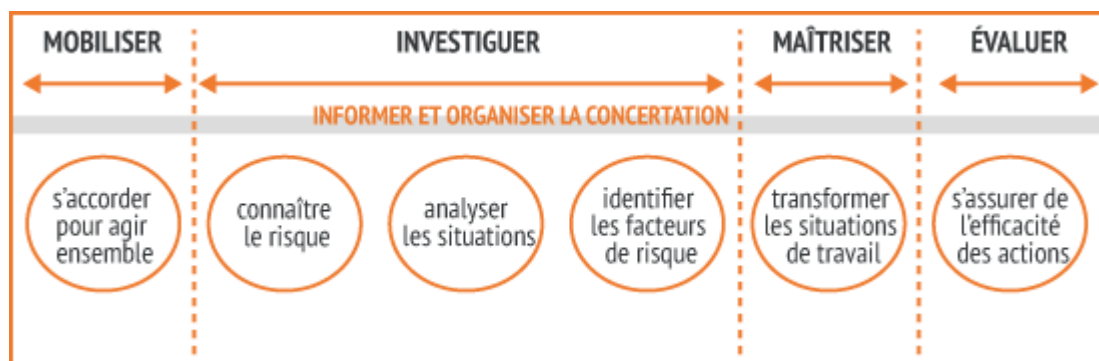 MOBILISER
INVESTIGUER
MAÎTRISER
ÉVALUER
INFORMER ET ORGANISER LA CONCERTATION
s'accorder
pour agir
ensemble
connaître
le risque
analyser
les situations
identifier
les facteurs
de risque
transformer
les situations
de travail
s'assurer de
l'efficacité
des actions